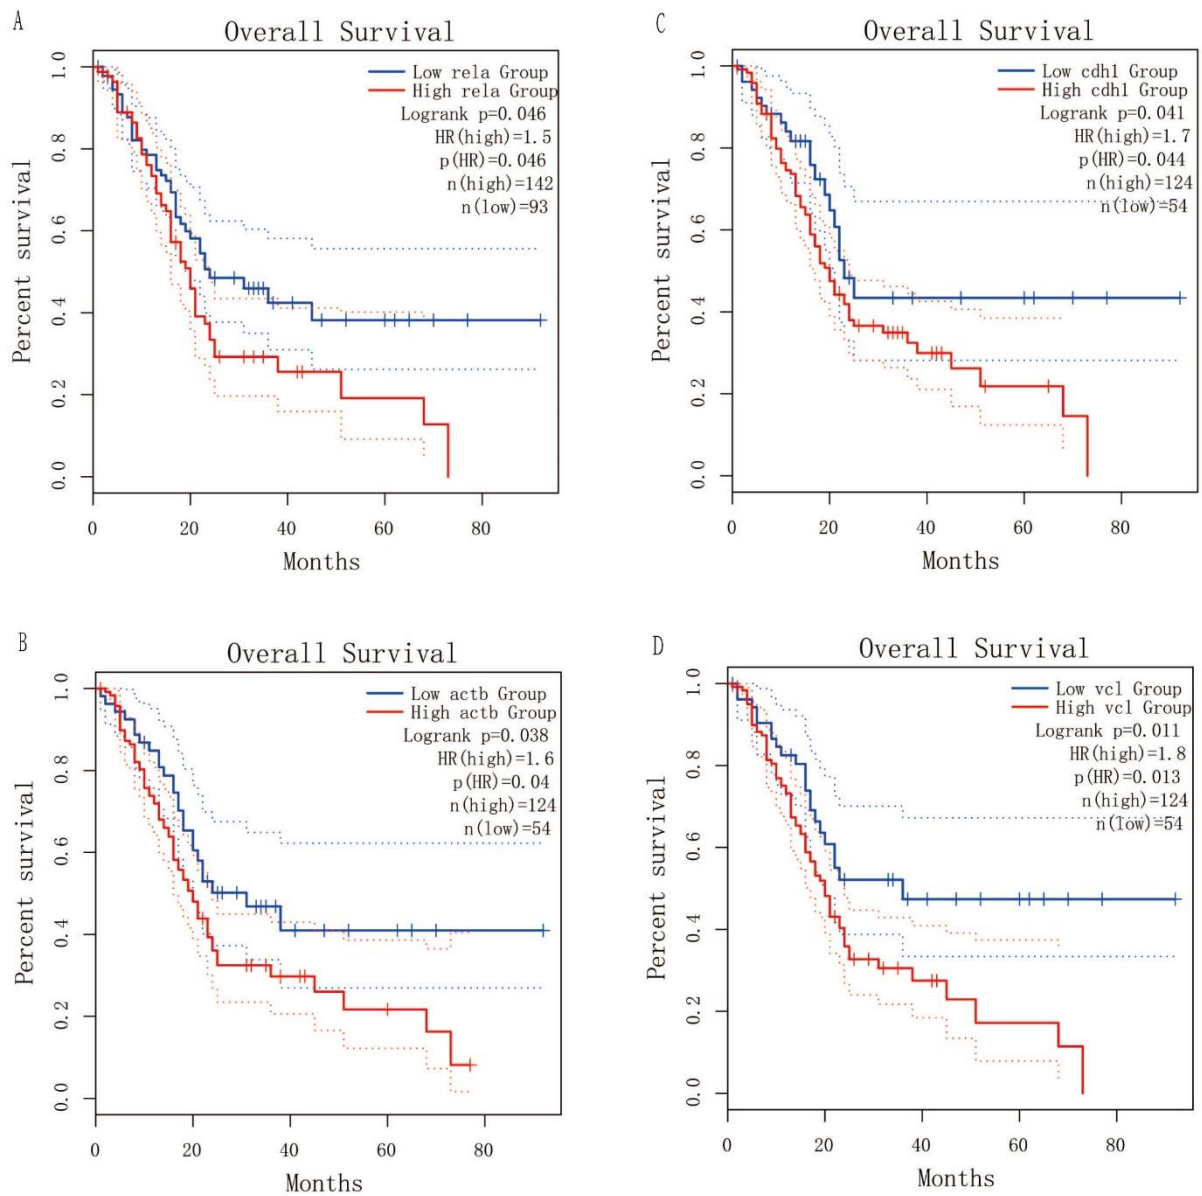 A
Overall Survival
Low rela Group
High rela Group
Logrank p=0.046
HR(high)=1.5
p(HR)=0.046
n(high)=142
n(low)=93
Percent survival
1.0
0.8
0.6
0.4
0.2
0.0
0 20 40 60 80
Months
C
Overall Survival
Low cdh1 Group
High cdh1 Group
Logrank p=0.041
HR(high)=1.7
p(HR)=0.044
n(high)=124
n(low)=54
Percent survival
1.0
0.8
0.6
0.4
0.2
0.0
0 20 40 60 80
Months
B
Overall Survival
Low actb Group
High actb Group
Logrank p=0.038
HR(high)=1.6
p(HR)=0.04
n(high)=124
n(low)=54
Percent survival
1.0
0.8
0.6
0.4
0.2
0.0
0 20 40 60 80
Months
D
Overall Survival
Low vcl Group
High vcl Group
Logrank p=0.011
HR(high)=1.8
p(HR)=0.013
n(high)=124
n(low)=54
Percent survival
1.0
0.8
0.6
0.4
0.2
0.0
0 20 40 60 80
Months